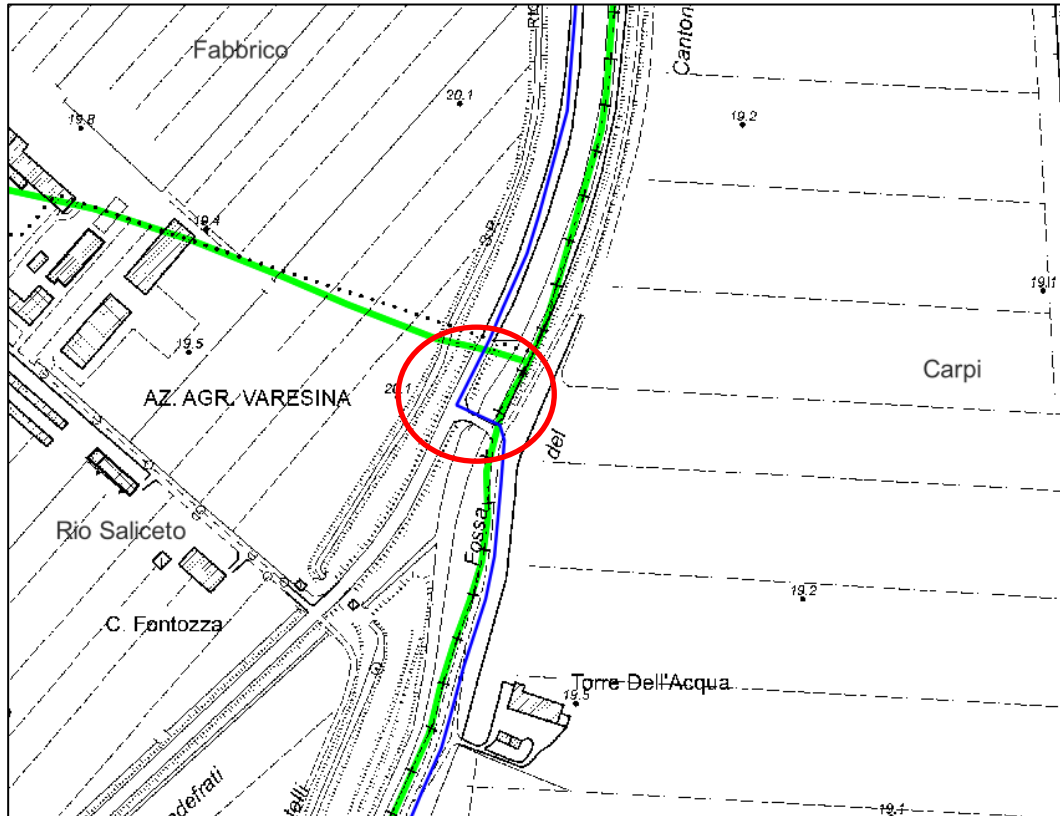 Fabbrico
Canton
20.1
19.2
19.8
19.4
19.1
19.5
Carpi
20.1
AZ. AGR. VARESINA
del
Fossa
Rio Saliceto
19.2
C. Fontozza
Torre Dell'Acqua
19.5
19.1